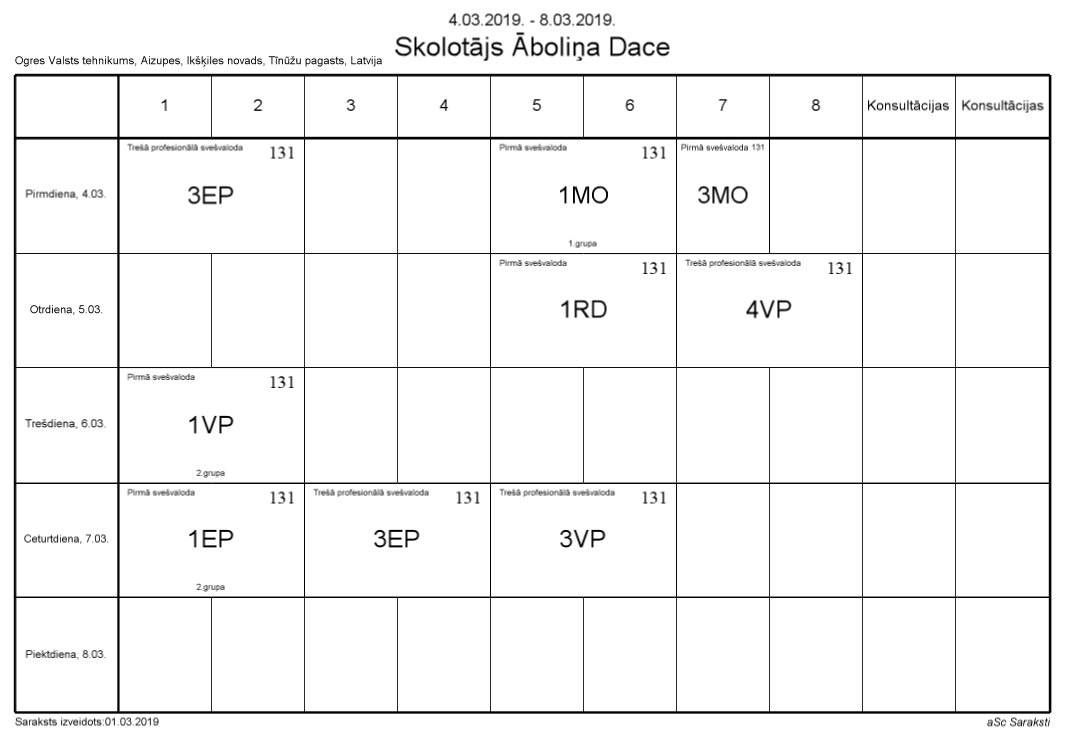 4.03.2019. - 8.03.2019.
Skolotājs Āboliņa Dace
Ogres Valsts tehnikums, Aizupes, Ikšķiles novads, Tīnūžu pagasts, Latvija
1 2 3 4 5 6 7 8 Konsultācijas Konsultācijas
Pirmdiena, 4.03.
Trešā profesionālā svešvaloda 131
3EP
Pirmā svešvaloda 131
1MO
1.grupa
Pirmā svešvaloda 131
3MO
Otrdiena, 5.03.
Pirmā svešvaloda 131
1RD
Trešā profesionālā svešvaloda 131
4VP
Trešdiena, 6.03.
Pirmā svešvaloda 131
1VP
2.grupa
Ceturtdiena, 7.03.
Pirmā svešvaloda 131
1EP
2.grupa
Trešā profesionālā svešvaloda 131
3EP
Trešā profesionālā svešvaloda 131
3VP
Piektdiena, 8.03.
Saraksts izveidots:01.03.2019
aSc Saraksti